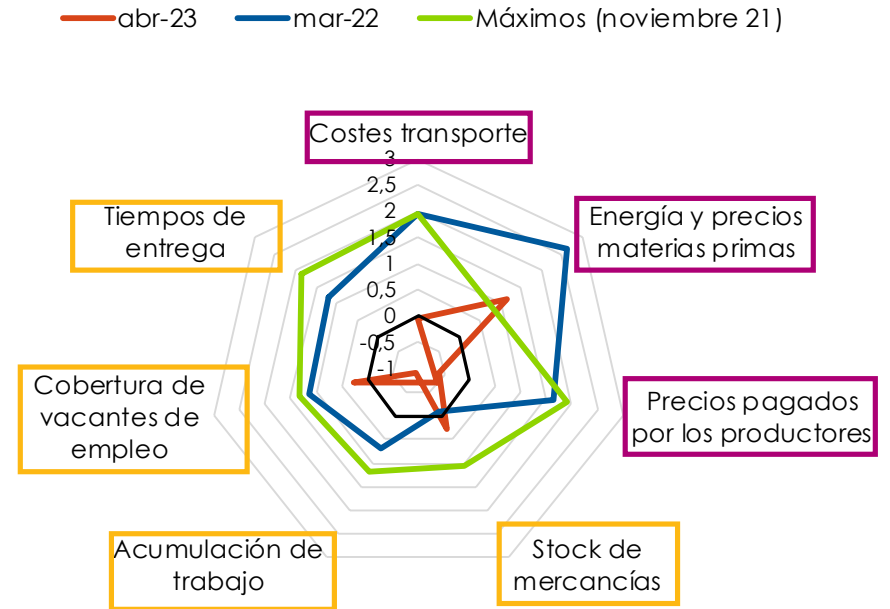 abr-23 mar-22 Máximos (noviembre 21)
Costes transporte
3
2,5
2
1,5
1
0,5
0
-0,5
-1
Energía y precios
materias primas
Precios pagados
por los productores
Stock de
mercancías
Acumulación de
trabajo
Cobertura de
vacantes de
empleo
Tiempos de
entrega